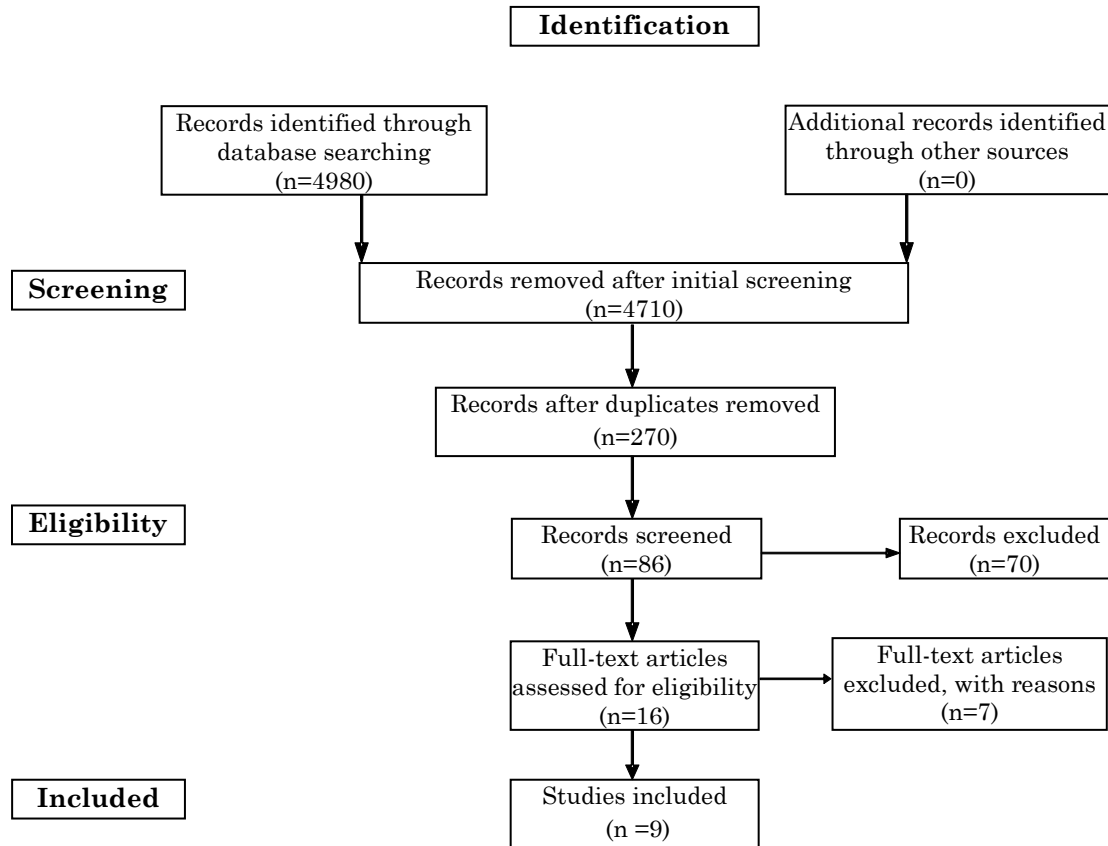 Identification
Records identified through
database searching
(n=4980)
Additional records identified
through other sources
(n=0)
Screening
Records removed after initial screening
(n=4710)
Records after duplicates removed
(n=270)
Eligibility
Records screened
(n=86)
Records excluded
(n=70)
Full-text articles
assessed for eligibility
(n=16)
Full-text articles
excluded, with reasons
(n=7)
Included
Studies included
(n =9)